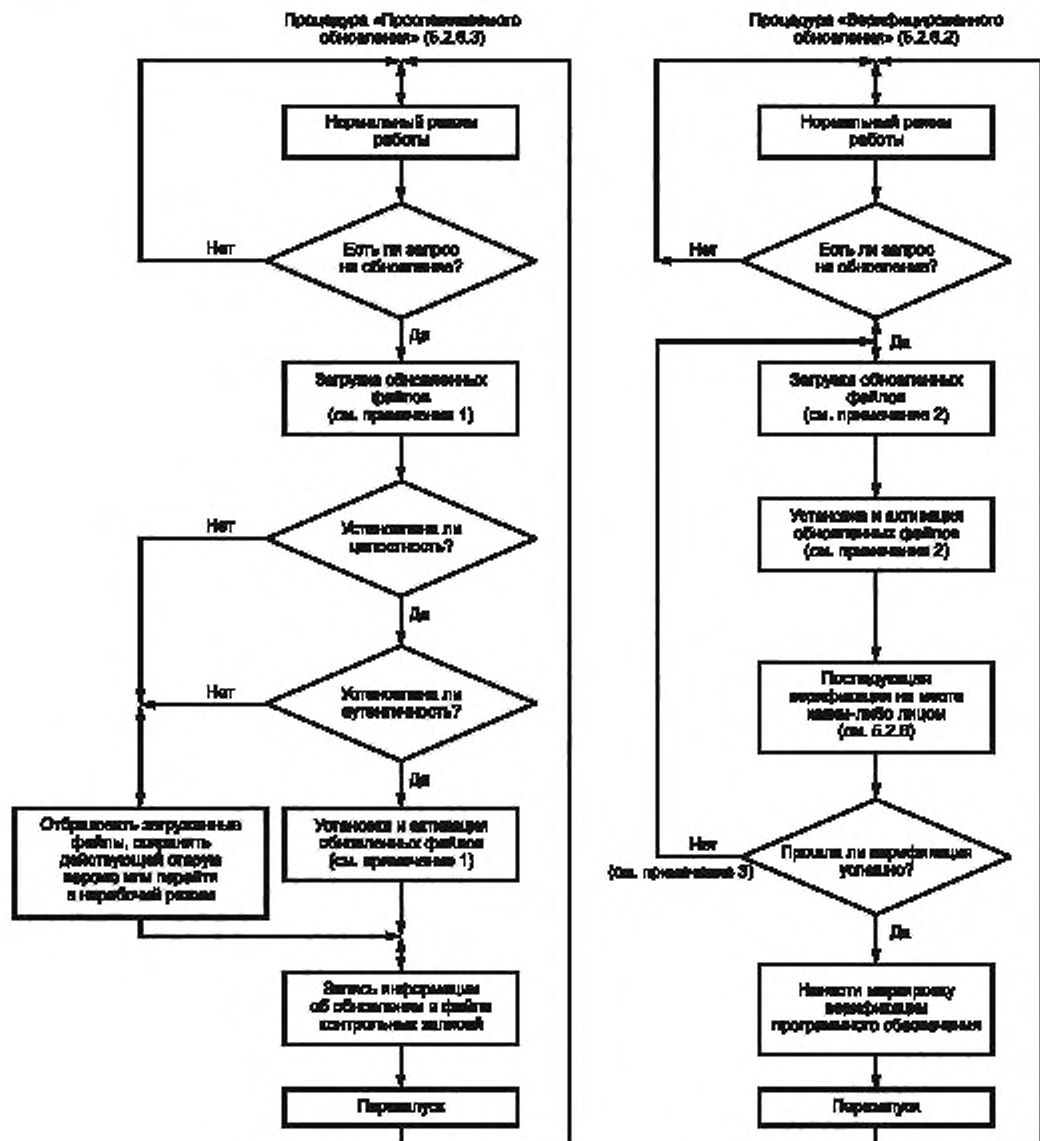 Процедура «Прослеживаемого
обновления» (5.2.6.3)
Нормальный режим
работы
Есть ли запрос
на обновление?
Нет
Да
Загрузка обновленных
файлов
(см. примечание 1)
Установлена ли
целостность?
Нет
Да
Установлена ли
аутентичность?
Нет
Да
Отбраковать загруженные
файлы, сохранять
действующей старую
версию или перейти
в нерабочий режим
Установка и активация
обновленных файлов
(см. примечание 1)
Запись информации
об обновлении в файле
контрольных записей
Перезапуск
Процедура «Верифицированного
обновления» (5.2.6.2)
Нормальный режим
работы
Есть ли запрос
на обновление?
Нет
Да
Загрузка обновленных
файлов
(см. примечание 2)
Установка и активация
обновленных файлов
(см. примечание 2)
Последующая
верификация на месте
каким-либо лицом
(см. 5.2.6)
Прошла ли верификация
успешно?
Нет
(см. примечание 3)
Да
Нанести маркировку
верификации
программного обеспечения
Перезапуск